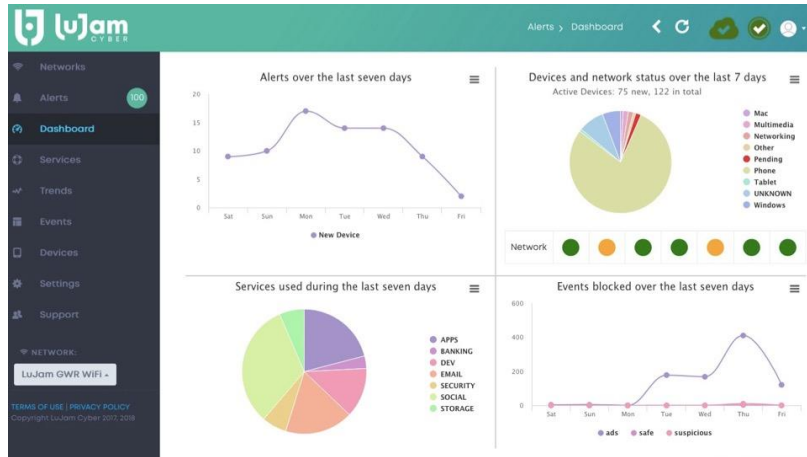 LuJam
CYBER
Alerts > Dashboard
Networks
Alerts 100
Dashboard
Services
Trends
Events
Devices
Settings
Support
NETWORK:
LuJam GWR WiFi
TERMS OF USE | PRIVACY POLICY
Copyright LuJam Cyber 2017, 2018
Alerts over the last seven days
20
15
10
5
0
Sat Sun Mon Tue Wed Thu Fri
New Device
Devices and network status over the last 7 days
Active Devices: 75 new, 122 in total
Mac
Multimedia
Networking
Other
Pending
Phone
Tablet
UNKNOWN
Windows
Network
Services used during the last seven days
APPS
BANKING
DEV
EMAIL
SECURITY
SOCIAL
STORAGE
Events blocked over the last seven days
600
400
200
0
Sat Sun Mon Tue Wed Thu Fri
ads safe suspicious